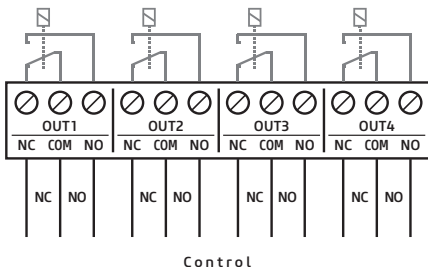 OUT1 OUT2 OUT3 OUT4
NC COM NO NC COM NO NC COM NO NC COM NO
NC NO NC NO NC NO NC NO
Control